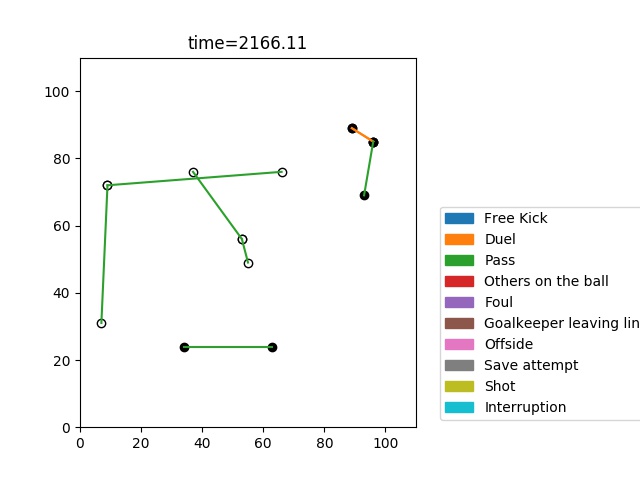 time=2166.11
100
80
60
40
20
0
0 20 40 60 80 100
Free Kick
Duel
Pass
Others on the ball
Foul
Goalkeeper leaving lin
Offside
Save attempt
Shot
Interruption